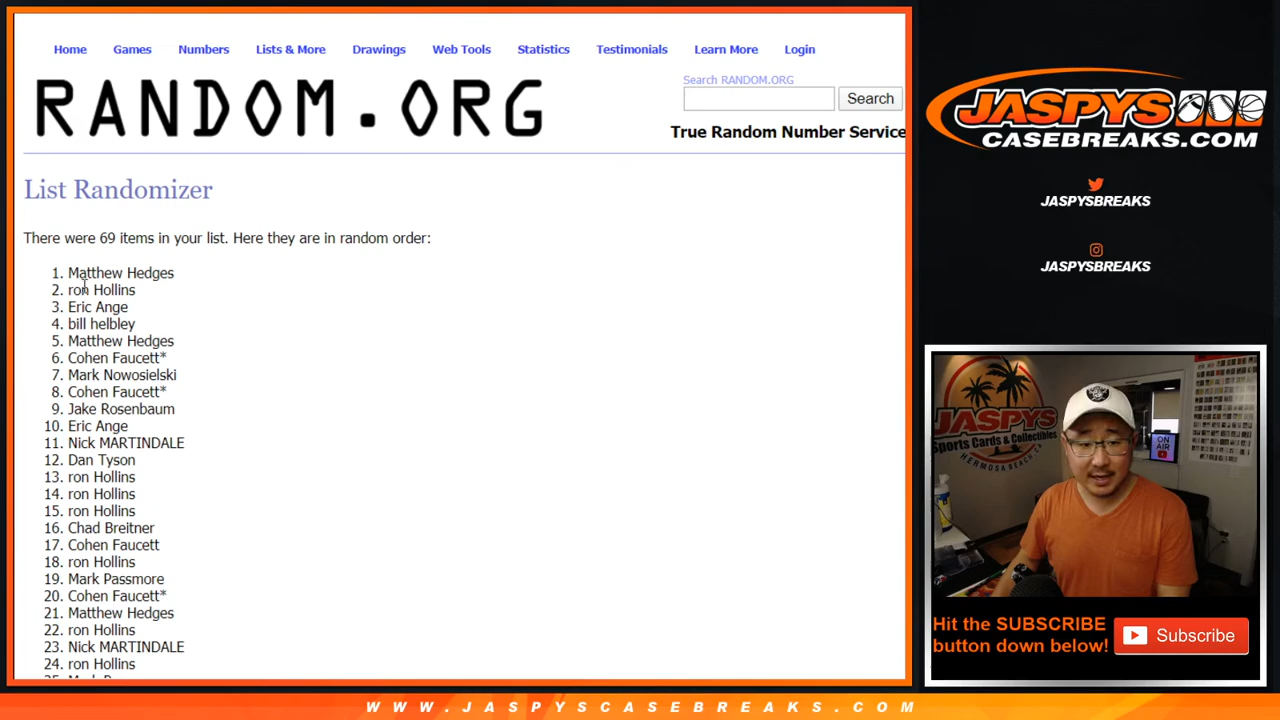 Home Games Numbers Lists & More Drawings Web Tools Statistics Testimonials Learn More Login
RANDOM.ORG
Search RANDOM.ORG
Search
True Random Number Service
List Randomizer
There were 69 items in your list. Here they are in random order:
1. Matthew Hedges
2. ron Hollins
3. Eric Ange
4. bill helbley
5. Matthew Hedges
6. Cohen Faucett*
7. Mark Nowosielski
8. Cohen Faucett*
9. Jake Rosenbaum
10. Eric Ange
11. Nick MARTINDALE
12. Dan Tyson
13. ron Hollins
14. ron Hollins
15. ron Hollins
16. Chad Breitner
17. Cohen Faucett
18. ron Hollins
19. Mark Passmore
20. Cohen Faucett*
21. Matthew Hedges
22. ron Hollins
23. Nick MARTINDALE
24. ron Hollins
JASPYS
CASEBREAKS.COM
JASPYSBREAKS
JASPYSBREAKS
JASPYS
Sports Cards & Collectibles
HERMOSA BEACH, CA
ON
AIR
Hit the SUBSCRIBE
button down below!
Subscribe
WWW.JASPYSCASEBREAKS.COM